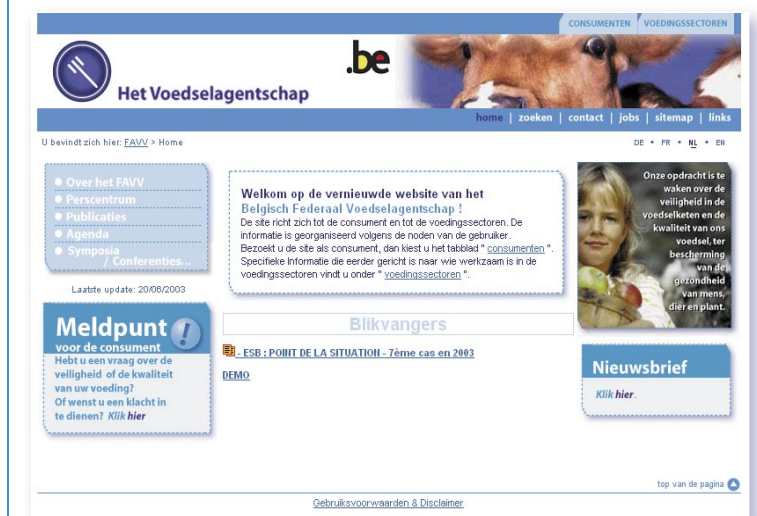 CONSUMENTEN VOEDINGSSECTOREN
.be
Het Voedselagentschap
home | zoeken | contact | jobs | sitemap | links
U bevindt zich hier: FAVV > Home
DE • FR • NL • EN
Over het FAVV
Perscentrum
Publicaties
Agenda
Symposia
/ Conferenties...
Laatste update: 20/06/2003
Meldpunt
voor de consument
Hebt u een vraag over de
veiligheid of de kwaliteit
van uw voeding?
Of wenst u een klacht in
te dienen? Klik hier
Welkom op de vernieuwde website van het
Belgisch Federaal Voedselagentschap !
De site richt zich tot de consument en tot de voedingssectoren. De
informatie is georganiseerd volgens de noden van de gebruiker.
Bezoekt u de site als consument, dan kiest u het tabblad " consumenten ".
Specifieke Informatie die eerder gericht is naar wie werkzaam is in de
voedingssectoren vindt u onder " voedingssectoren ".
Blikvangers
- ESB : POINT DE LA SITUATION - 7ème cas en 2003
DEMO
Onze opdracht is te
waken over de
veiligheid in de
voedselketen en de
kwaliteit van ons
voedsel, ter
bescherming
van de
gezondheid
van mens,
dier en plant.
Nieuwsbrief
Klik hier.
top van de pagina
Gebruiksvoorwaarden & Disclaimer